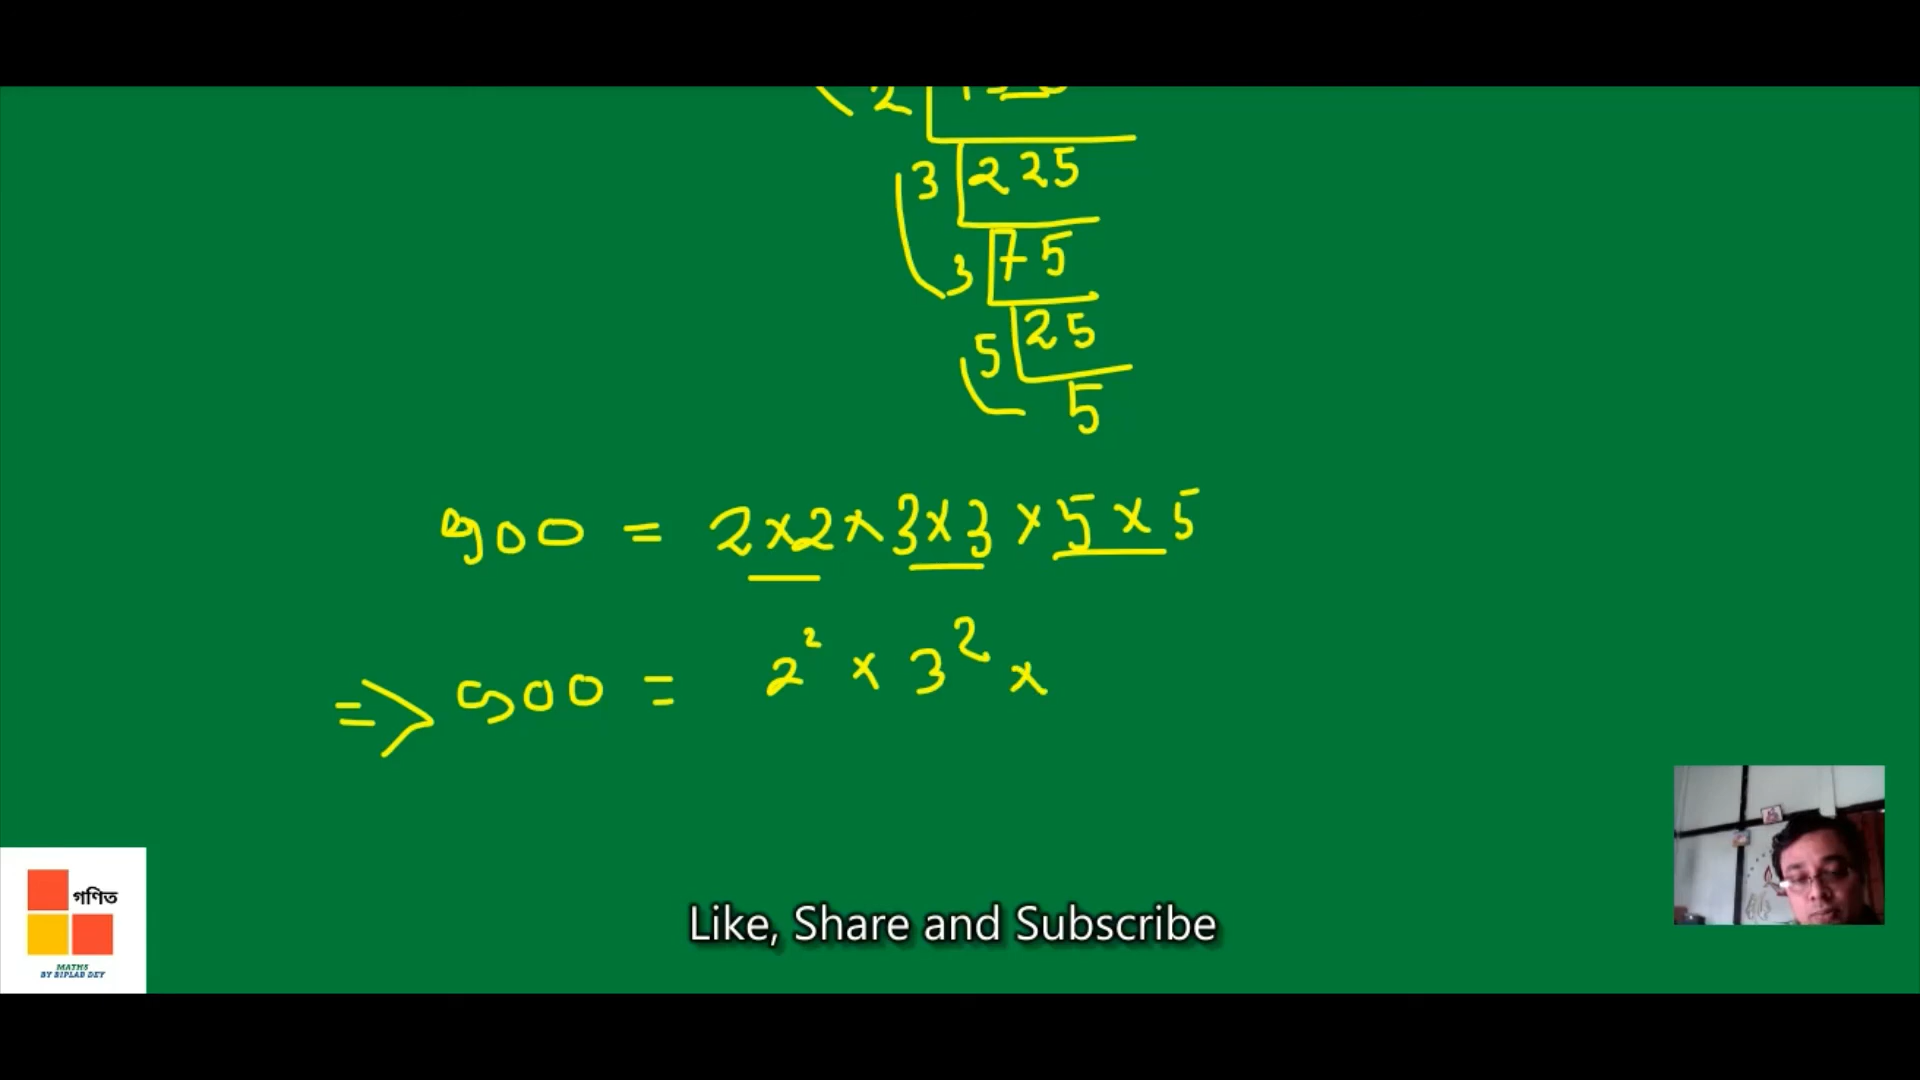 2
3 225
3 75
5 25
5
900 = 2×2×3×3×5×5
=> 900 = 2² × 3² ×
গণিত
MATHS
BY BIPLAB DEY
Like, Share and Subscribe